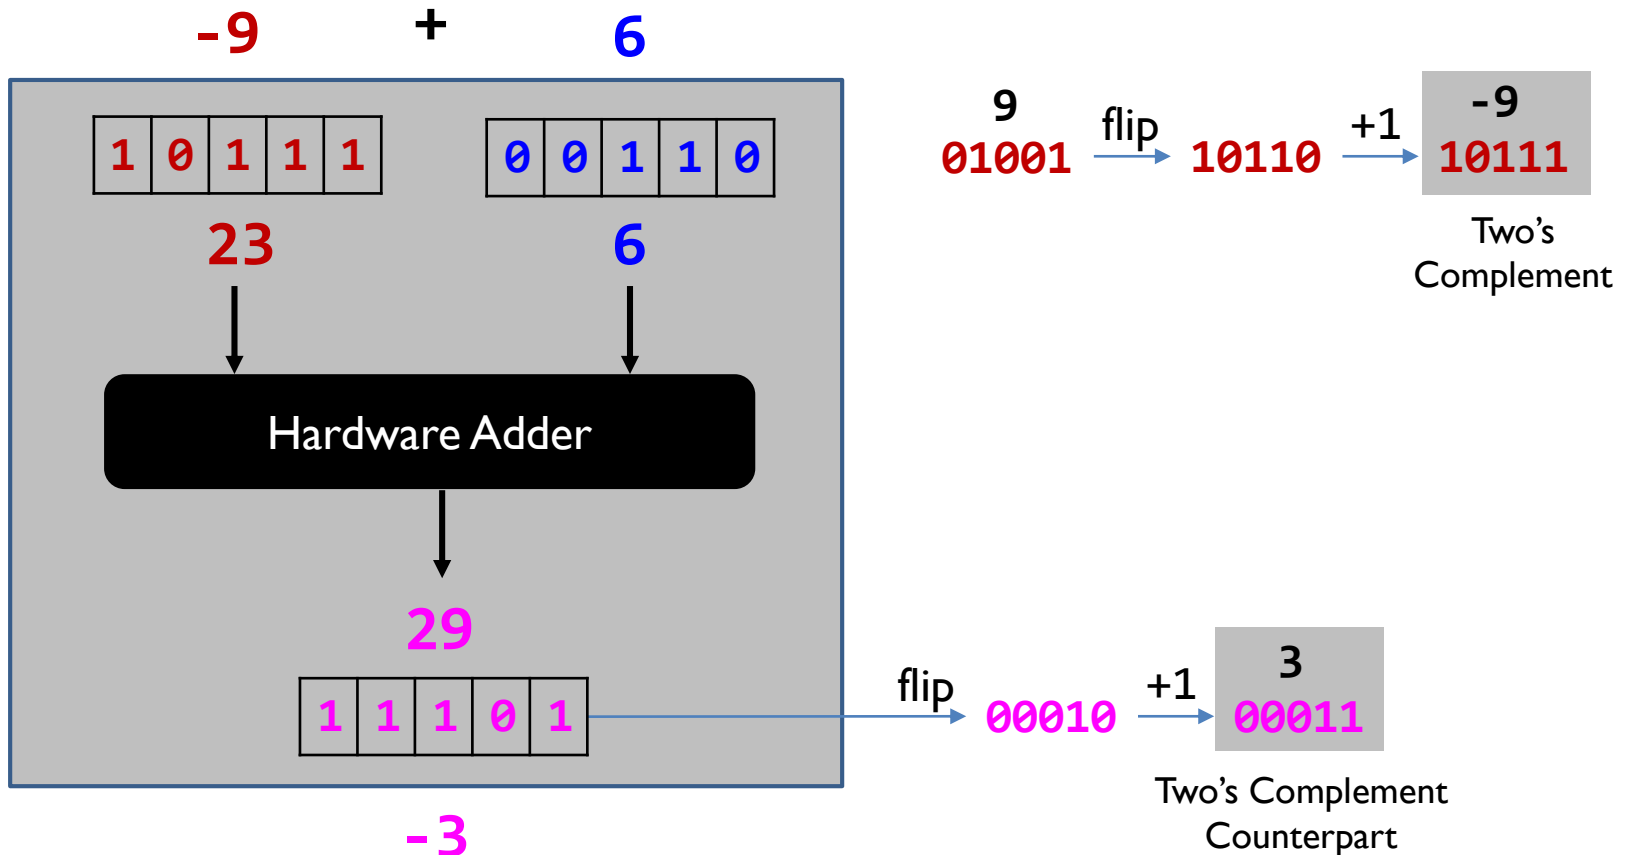 -9 + 6
1 0 1 1 1
0 0 1 1 0
23
6
Hardware Adder
29
1 1 1 0 1
-3
9
01001
flip
10110
+1
-9
10111
Two's
Complement
flip
00010
+1
3
00011
Two's Complement
Counterpart